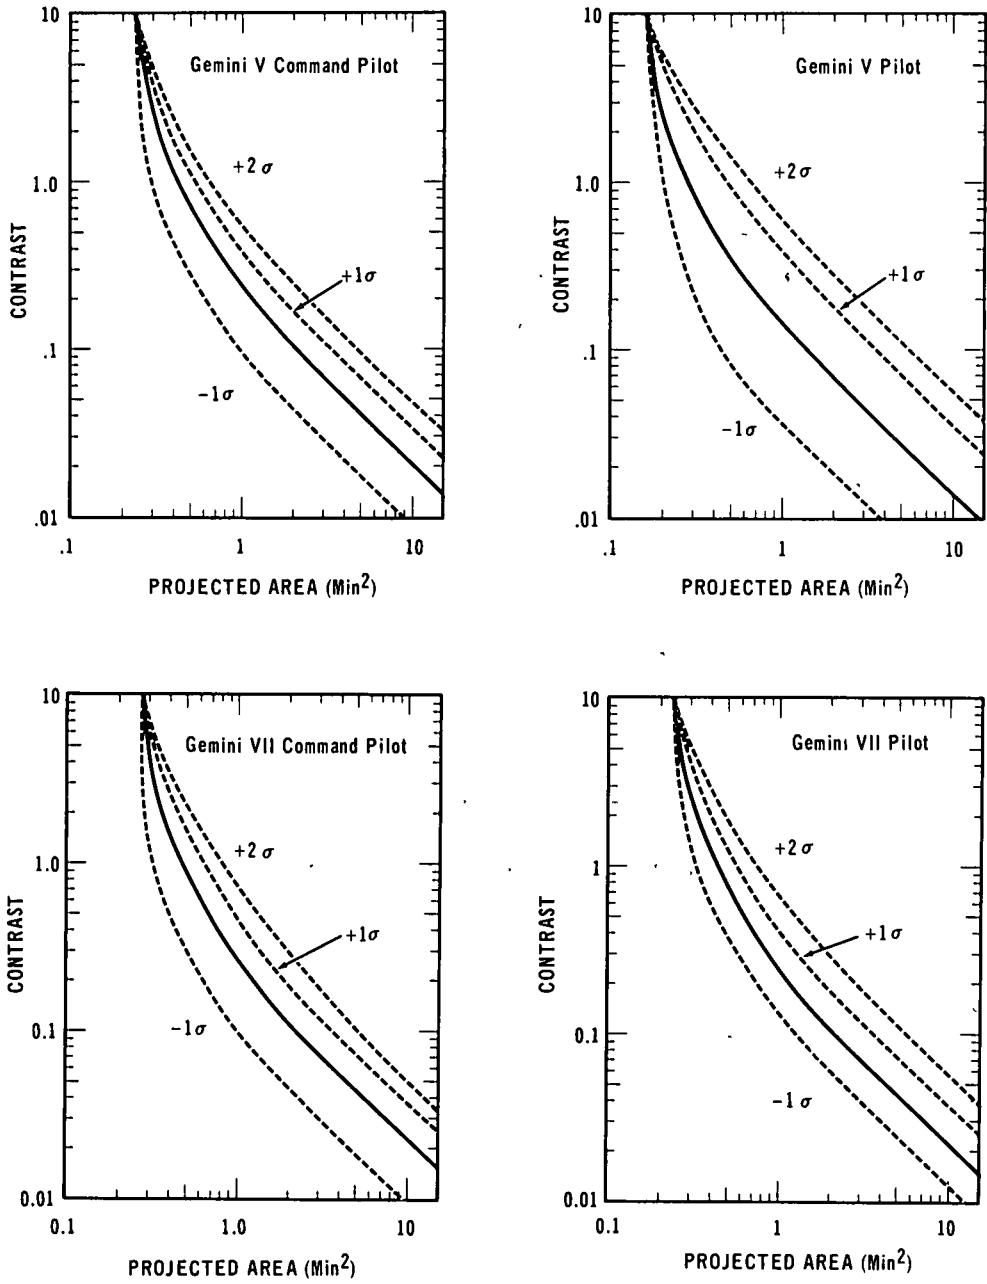 10
Gemini V Command Pilot
+2 σ
1.0
CONTRAST
+1σ
.1
-1σ
.01
.1
1
10
PROJECTED AREA (Min²)
10
Gemini V Pilot
+2σ
1.0
CONTRAST
+1σ
.1
-1σ
.01
0.1
1
10
PROJECTED AREA (Min²)
10
Gemini VII Command Pilot
+2 σ
1.0
CONTRAST
+1σ
0.1
-1σ
0.01
0.1
1.0
10
PROJECTED AREA (Min²)
10
Gemini VII Pilot
+2 σ
1
CONTRAST
+1σ
0.1
-1 σ
0.01
0.1
1
10
PROJECTED AREA (Min²)